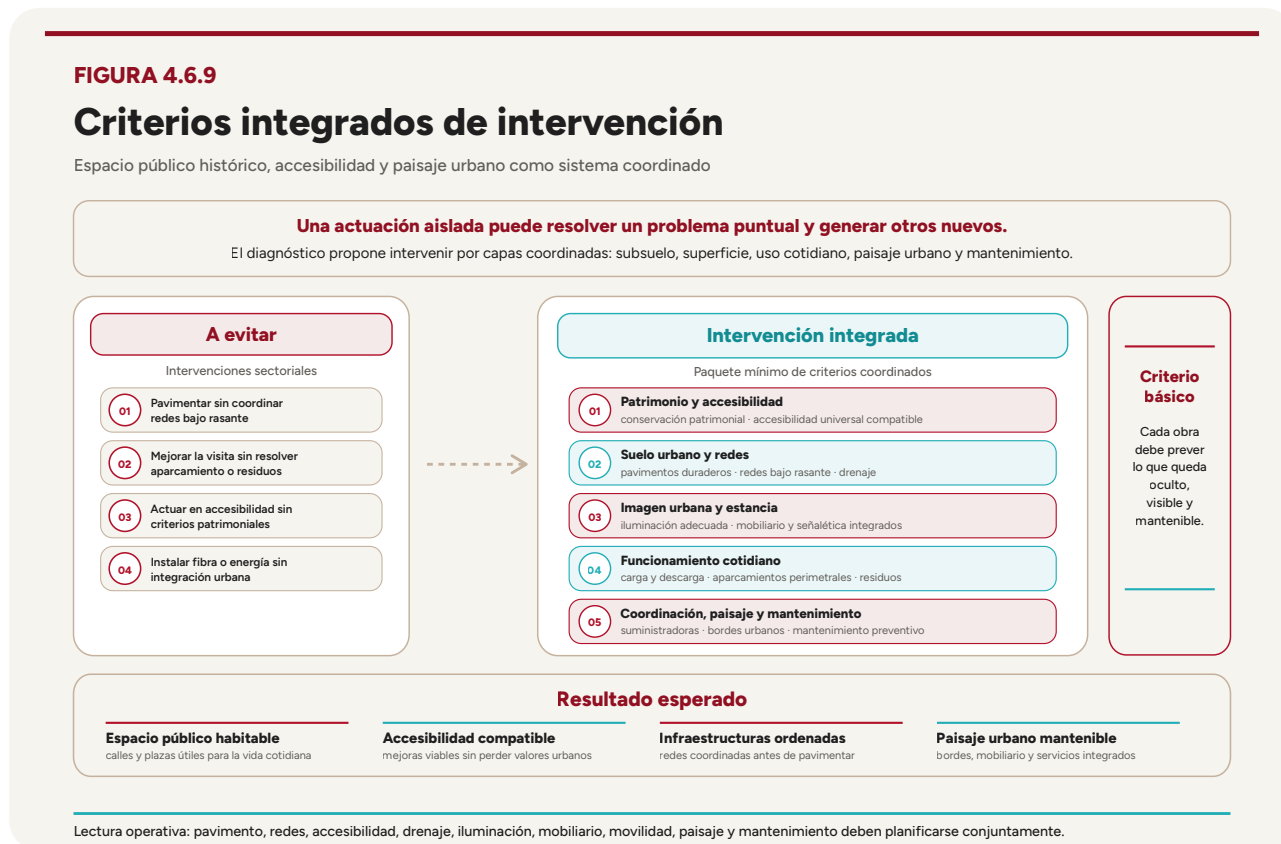 FIGURA 4.6.9
Criterios integrados de intervención
Espacio público histórico, accesibilidad y paisaje urbano como sistema coordinado
Una actuación aislada puede resolver un problema puntual y generar otros nuevos.
El diagnóstico propone intervenir por capas coordinadas: subsuelo, superficie, uso cotidiano, paisaje urbano y mantenimiento.
A evitar
Intervenciones sectoriales
01
Pavimentar sin coordinar
redes bajo rasante
02
Mejorar la visita sin resolver
aparcamiento o residuos
03
Actuar en accesibilidad sin
criterios patrimoniales
04
Instalar fibra o energía sin
integración urbana
Intervención integrada
Paquete mínimo de criterios coordinados
01
Patrimonio y accesibilidad
conservación patrimonial · accesibilidad universal compatible
02
Suelo urbano y redes
pavimentos duraderos · redes bajo rasante · drenaje
03
Imagen urbana y estancia
iluminación adecuada · mobiliario y señalética integrados
04
Funcionamiento cotidiano
carga y descarga · aparcamientos perimetrales · residuos
05
Coordinación, paisaje y mantenimiento
suministradoras · bordes urbanos · mantenimiento preventivo
Criterio
básico
Cada obra
debe prever
lo que queda
oculto,
visible y
mantenible.
Resultado esperado
Espacio público habitable
calles y plazas útiles para la vida cotidiana
Accesibilidad compatible
mejoras viables sin perder valores urbanos
Infraestructuras ordenadas
redes coordinadas antes de pavimentar
Paisaje urbano mantenible
bordes, mobiliario y servicios integrados
Lectura operativa: pavimento, redes, accesibilidad, drenaje, iluminación, mobiliario, movilidad, paisaje y mantenimiento deben planificarse conjuntamente.